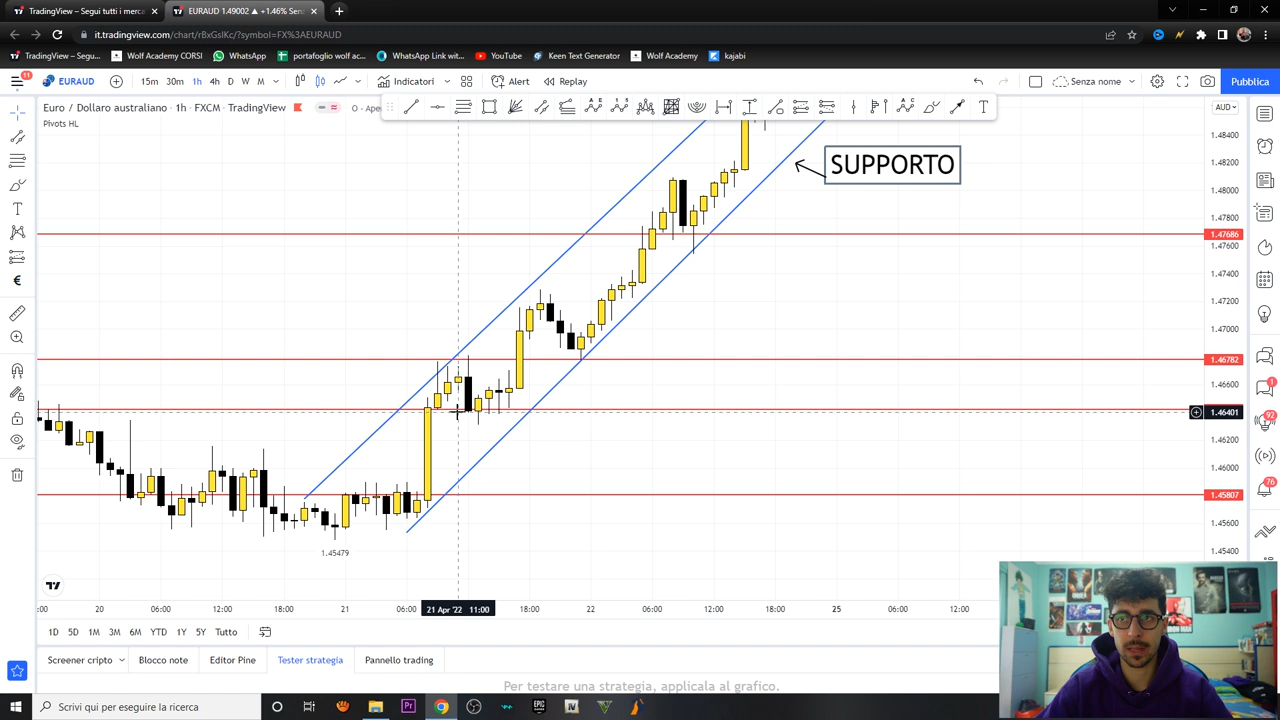 TradingView – Segui tutti i merca
EURAUD 1.49002 ▲ +1.46% Sen
it.tradingview.com/chart/rBxGslKc/?symbol=FX%3AEURAUD
TradingView – Segu...
Wolf Academy CORSI
WhatsApp
portafoglio wolf ac...
WhatsApp Link wit...
YouTube
Keen Text Generator
Wolf Academy
kajabi
11
EURAUD
15m 30m 1h 4h D W M
Indicatori
Alert
Replay
Senza nome
Pubblica
Euro / Dollaro australiano · 1h · FXCM · TradingView
O - Ape
AUD
Pivots HL
SUPPORTO
1.48400
1.48200
1.48000
1.47800
1.47686
1.47600
1.47400
1.47200
1.47000
1.46782
1.46600
1.46401
1.46200
1.46000
1.45807
1.45600
1.45400
1.45479
1
92
76
:00 20 06:00 12:00 18:00 21 06:00 21 Apr '22 11:00 18:00 22 06:00 12:00 18:00 25 06:00 12:00
1D 5D 1M 3M 6M YTD 1Y 5Y Tutto
Screener cripto
Blocco note
Editor Pine
Tester strategia
Pannello trading
Per testare una strategia, applicala al grafico.
Scrivi qui per eseguire la ricerca